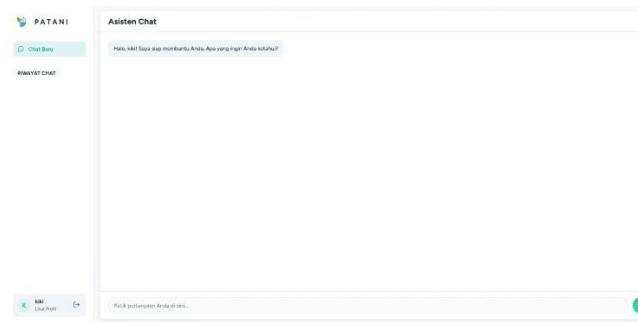 PATANI
Chat Baru
RIWAYAT CHAT
Asisten Chat
Halo, kiki! Saya siap membantu Anda. Apa yang ingin Anda ketahui?
Ketik pertanyaan Anda di sini...
K
kiki
Lihat Profil